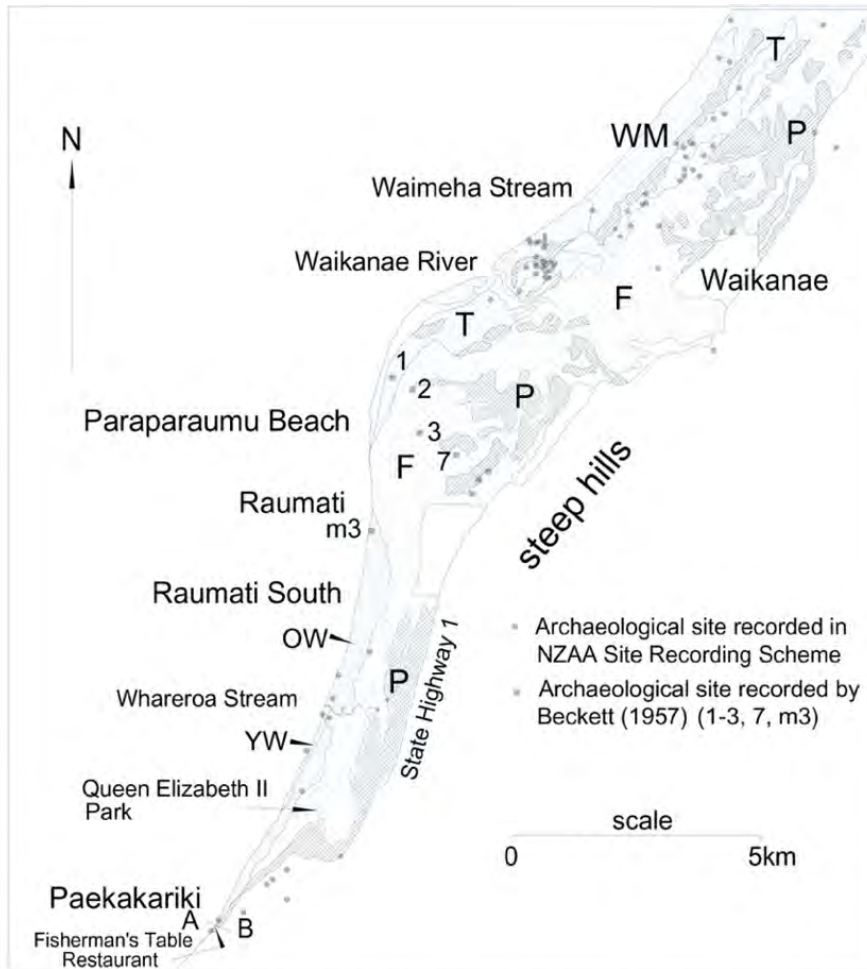 T
N
WM
P
Waimeha Stream
Waikanae River
Waikanae
F
T
1
2
P
Paraparaumu Beach
3
F
7
Raumati
m3
steep hills
Raumati South
OW
Archaeological site recorded in
NZAA Site Recording Scheme
P
Whareroa Stream
Archaeological site recorded by
Beckett (1957) (1-3, 7, m3)
State Highway 1
YW
Queen Elizabeth II
Park
scale
0
5km
Paekakariki
A
B
Fisherman's Table
Restaurant